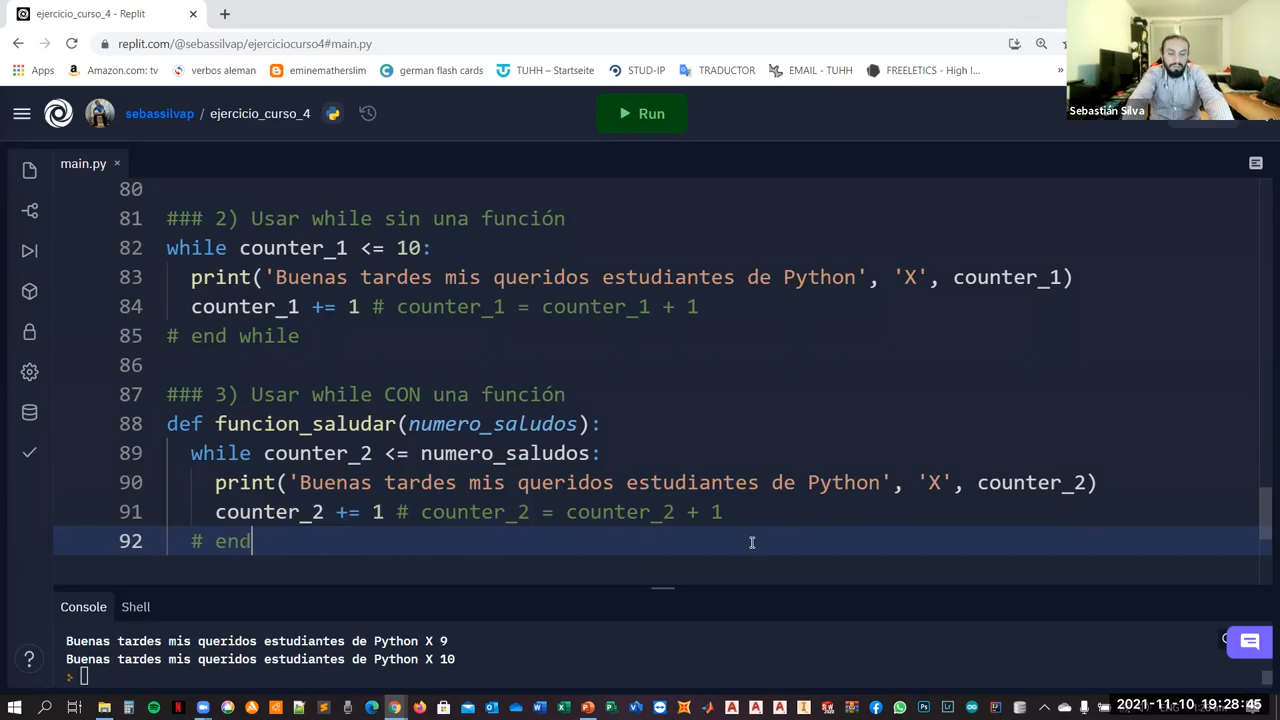 ejercicio_curso_4 - Replit
replit.com/@sebassilvap/ejerciciocurso4#main.py
Apps Amazon.com: tv verbos aleman eminematherslim german flash cards TUHH – Startseite STUD-IP TRADUCTOR EMAIL - TUHH FREELETICS - High I...
Sebastián Silva
sebassilvap / ejercicio_curso_4
Run
main.py
80
81 ### 2) Usar while sin una función
82 while counter_1 <= 10:
83 print('Buenas tardes mis queridos estudiantes de Python', 'X', counter_1)
84 counter_1 += 1 # counter_1 = counter_1 + 1
85 # end while
86
87 ### 3) Usar while CON una función
88 def funcion_saludar(numero_saludos):
89 while counter_2 <= numero_saludos:
90 print('Buenas tardes mis queridos estudiantes de Python', 'X', counter_2)
91 counter_2 += 1 # counter_2 = counter_2 + 1
92 # end
Console Shell
Buenas tardes mis queridos estudiantes de Python X 9
Buenas tardes mis queridos estudiantes de Python X 10
2021-11-10 19:28:45